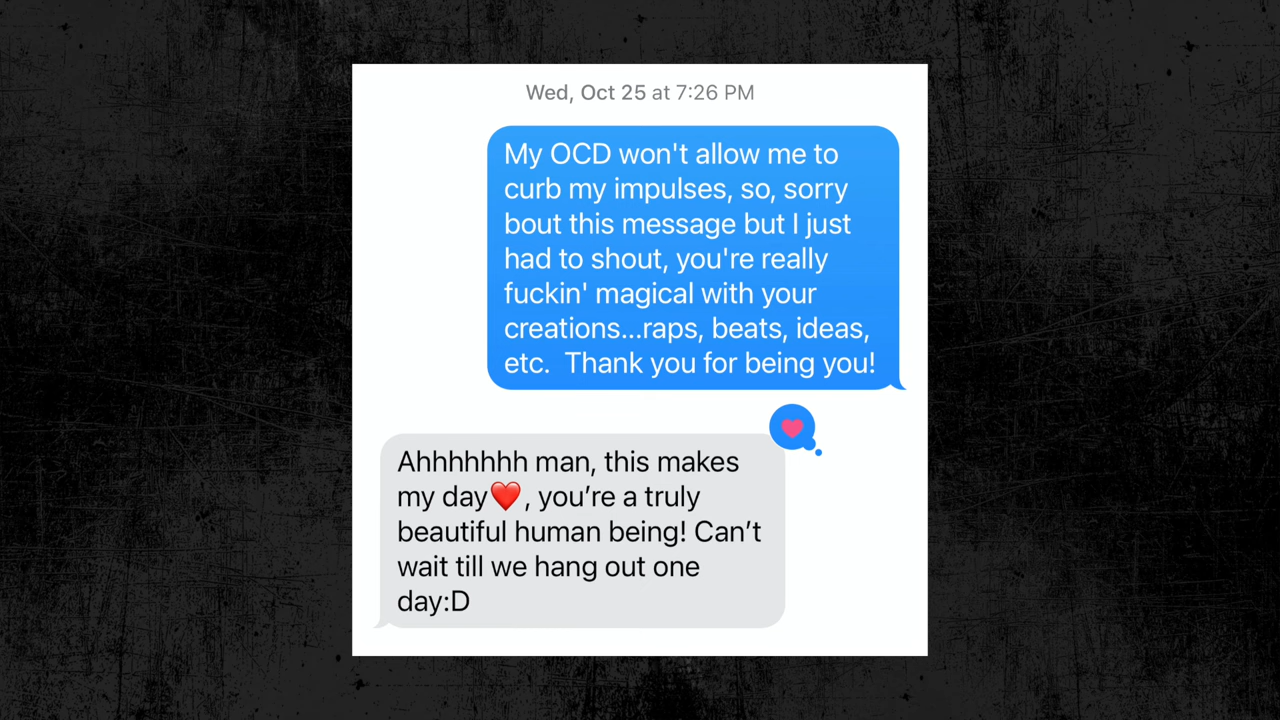 Wed, Oct 25 at 7:26 PM
My OCD won't allow me to
curb my impulses, so, sorry
bout this message but I just
had to shout, you're really
fuckin' magical with your
creations...raps, beats, ideas,
etc.  Thank you for being you!
Ahhhhhhh man, this makes
my day❤️, you’re a truly
beautiful human being! Can’t
wait till we hang out one
day:D